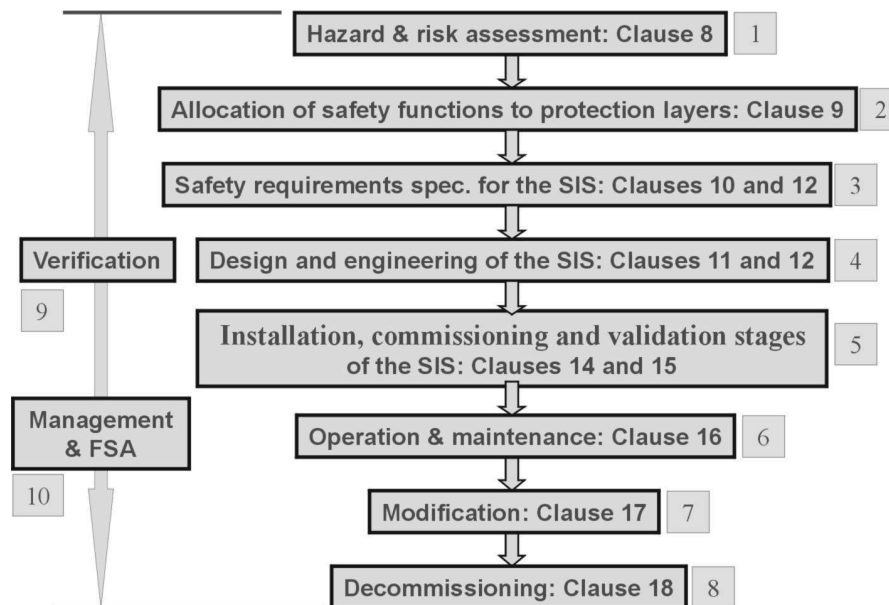 Hazard & risk assessment: Clause 8
1
Allocation of safety functions to protection layers: Clause 9
2
Safety requirements spec. for the SIS: Clauses 10 and 12
3
Verification
9
Design and engineering of the SIS: Clauses 11 and 12
4
Installation, commissioning and validation stages
of the SIS: Clauses 14 and 15
5
Management
& FSA
10
Operation & maintenance: Clause 16
6
Modification: Clause 17
7
Decommissioning: Clause 18
8